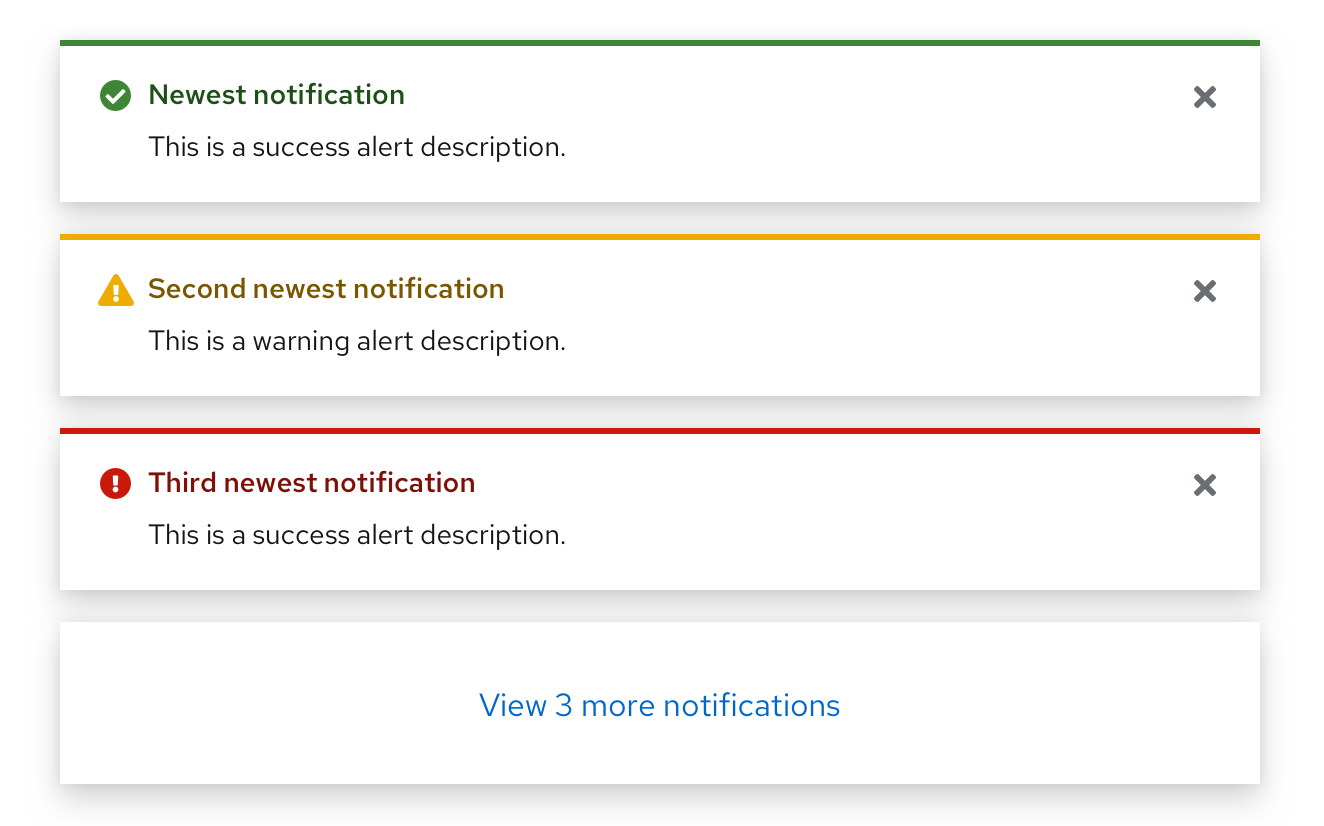 Newest notification
This is a success alert description.
Second newest notification
This is a warning alert description.
Third newest notification
This is a success alert description.
View 3 more notifications